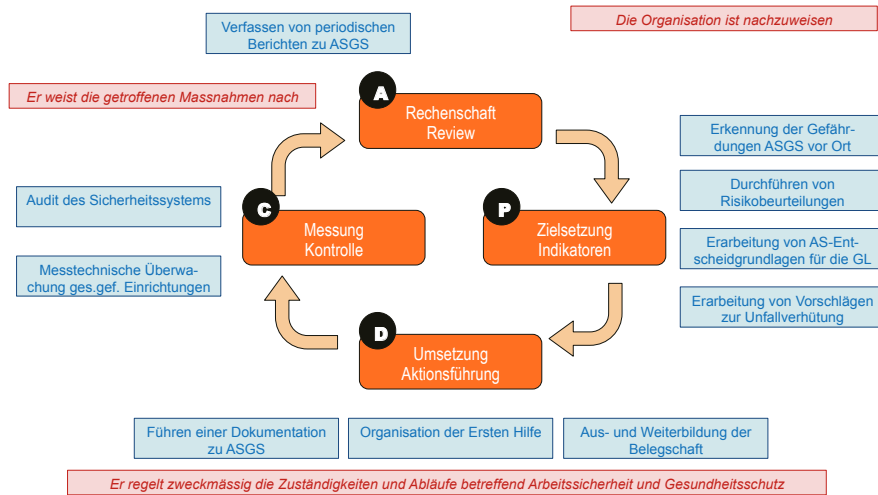 Verfassen von periodischen
Berichten zu ASGS
Die Organisation ist nachzuweisen
Er weist die getroffenen Massnahmen nach
A
Rechenschaft
Review
Erkennung der Gefähr-
dungen ASGS vor Ort
Audit des Sicherheitssystems
Durchführen von
Risikobeurteilungen
C
Messung
Kontrolle
P
Zielsetzung
Indikatoren
Erarbeitung von AS-Ent-
scheidgrundlagen für die GL
Messtechnische Überwa-
chung ges.gef. Einrichtungen
Erarbeitung von Vorschlägen
zur Unfallverhütung
D
Umsetzung
Aktionsführung
Führen einer Dokumentation
zu ASGS
Organisation der Ersten Hilfe
Aus- und Weiterbildung der
Belegschaft
Er regelt zweckmässig die Zuständigkeiten und Abläufe betreffend Arbeitssicherheit und Gesundheitsschutz